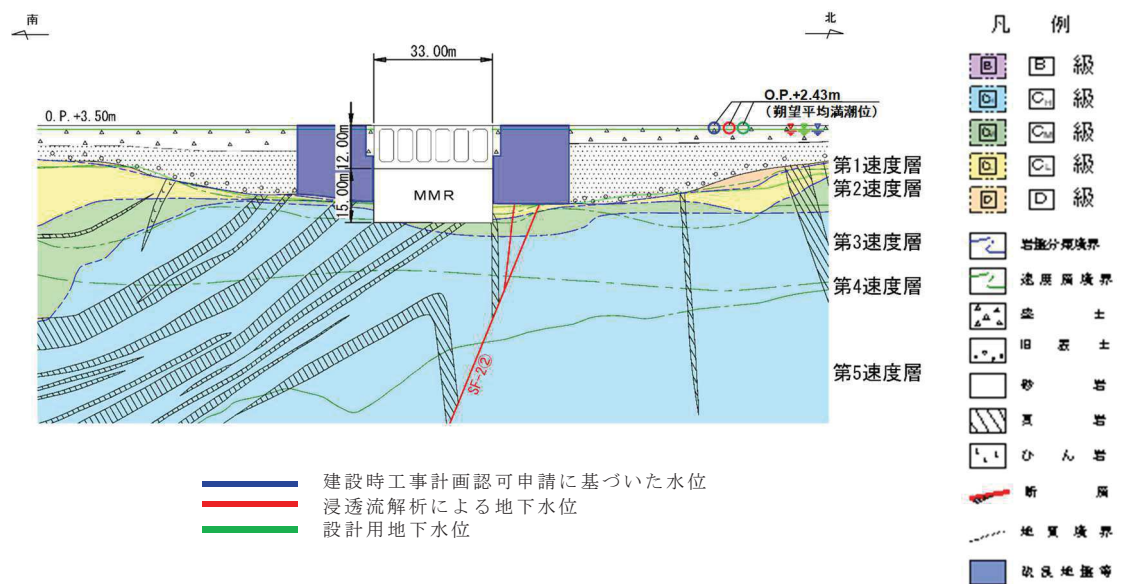 南
北
33.00m
O.P.+2.43m
(朔望平均満潮位)
O.P.+3.50m
12.00m
15.00m
MMR
第1速度層
第2速度層
第3速度層
第4速度層
第5速度層
SF-2②
建設時工事計画認可申請に基づいた水位
浸透流解析による地下水位
設計用地下水位
凡 例
B B 級
CH 級
CM 級
CL 級
D D 級
岩盤分類境界
速度層境界
盛 土
旧 表 土
砂 岩
頁 岩
ひ ん 岩
断 層
地 質 境 界
改 良 地 盤 等